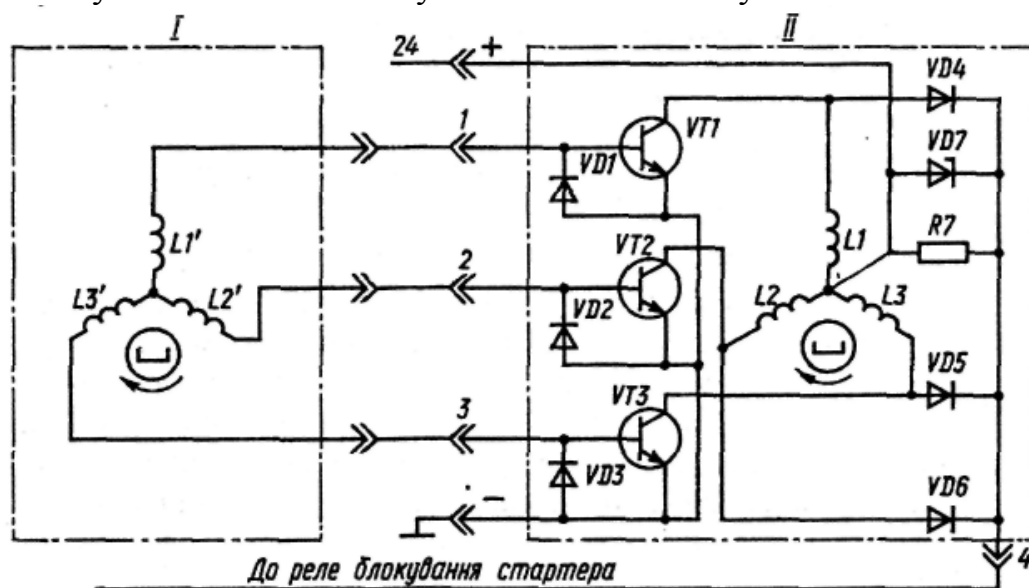 I
II
24
+
VD4
1
VT1
VD7
VD1
R7
L1'
L1
2
VT2
L3'
L2'
L2
L3
VD2
VD5
3
VT3
VD3
VD6
-
4
До реле блокування стартера